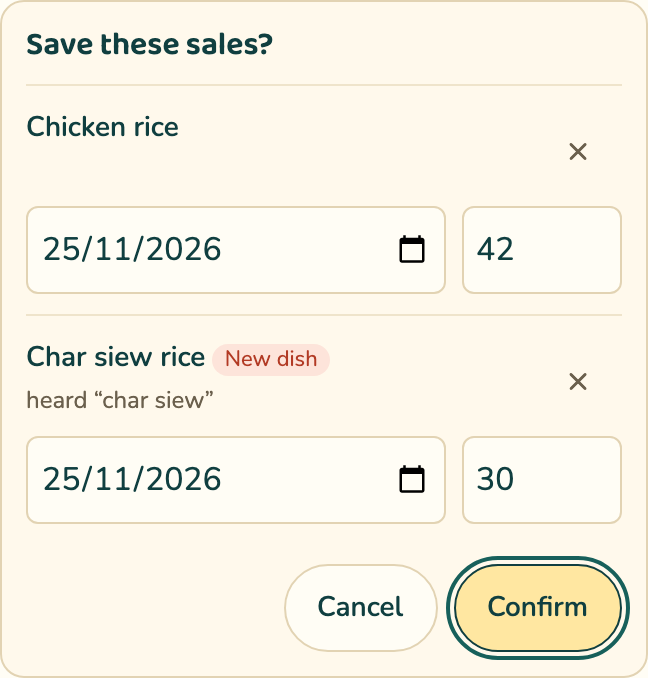 Save these sales?
Chicken rice
25/11/2026 42
Char siew rice New dish
heard “char siew”
25/11/2026 30
Cancel Confirm